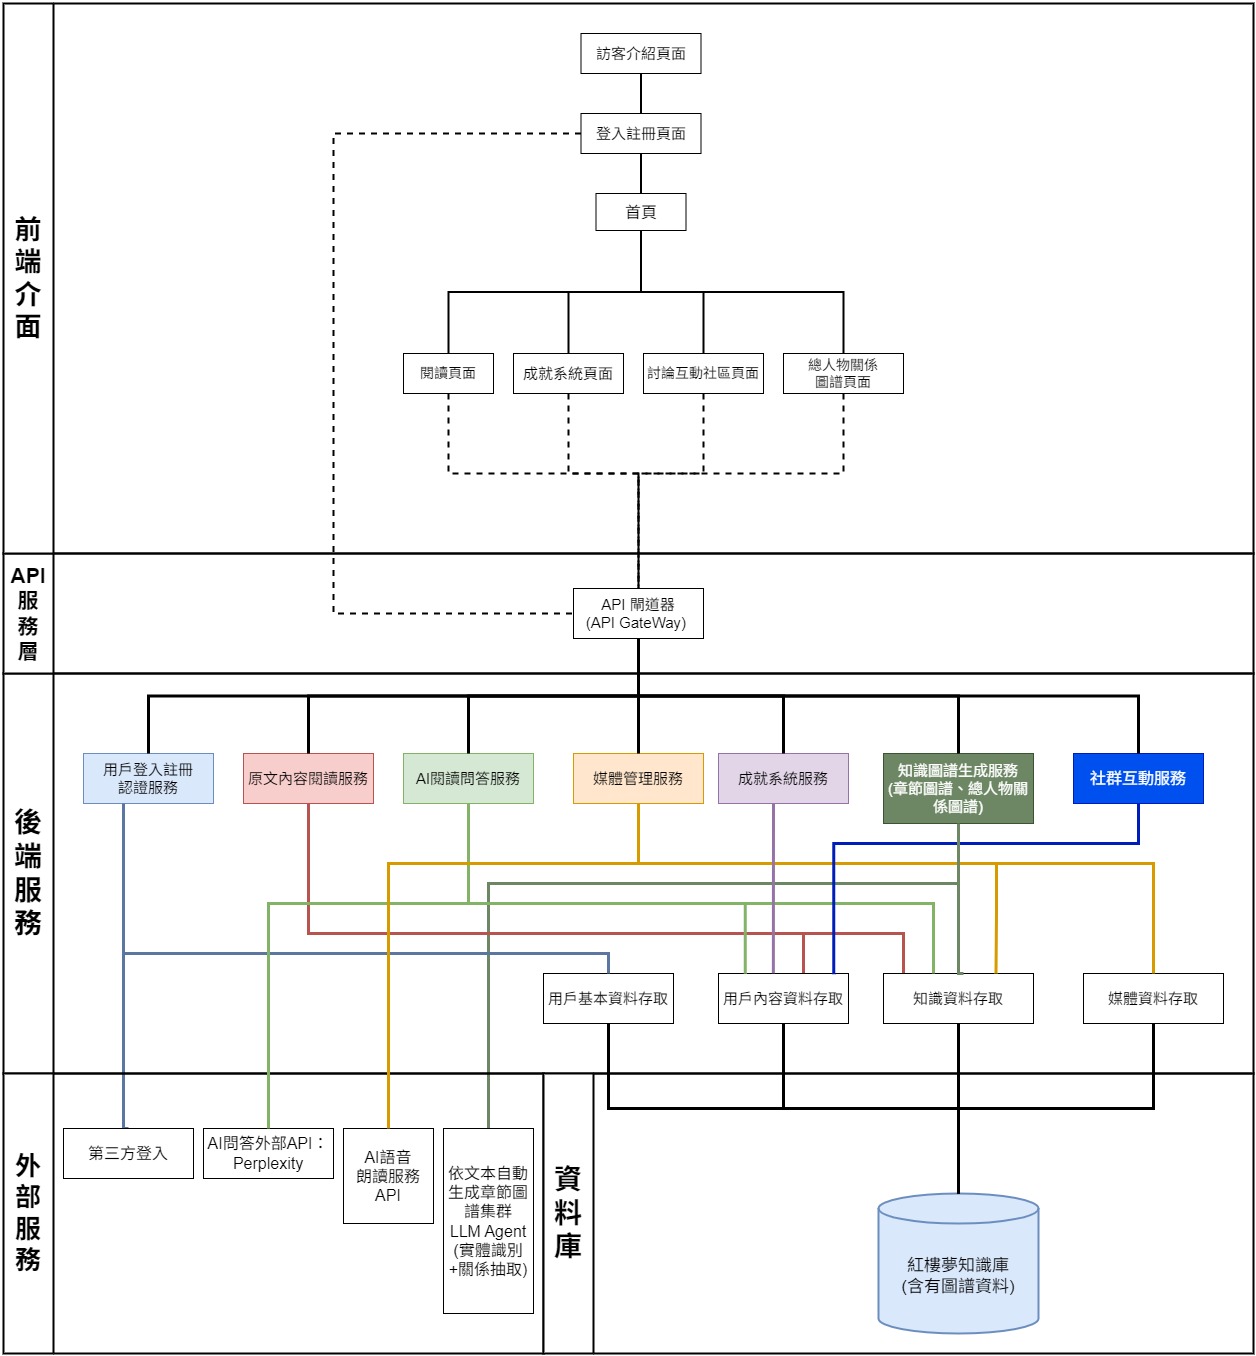 前
端
介
面
訪客介紹頁面
登入註冊頁面
首頁
閱讀頁面
成就系統頁面
討論互動社區頁面
總人物關係
圖譜頁面
API
服
務
層
API 閘道器
(API GateWay)
後
端
服
務
用戶登入註冊
認證服務
原文內容閱讀服務
AI閱讀問答服務
媒體管理服務
成就系統服務
知識圖譜生成服務
(章節圖譜、總人物關
係圖譜)
社群互動服務
用戶基本資料存取
用戶內容資料存取
知識資料存取
媒體資料存取
外
部
服
務
第三方登入
AI問答外部API：
Perplexity
AI語音
朗讀服務
API
依文本自動
生成章節圖
譜集群
LLM Agent
(實體識別
+關係抽取)
資
料
庫
紅樓夢知識庫
(含有圖譜資料)